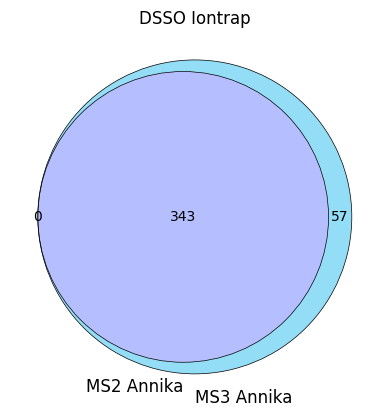 DSSO Iontrap
0
343
57
MS2 Annika
MS3 Annika